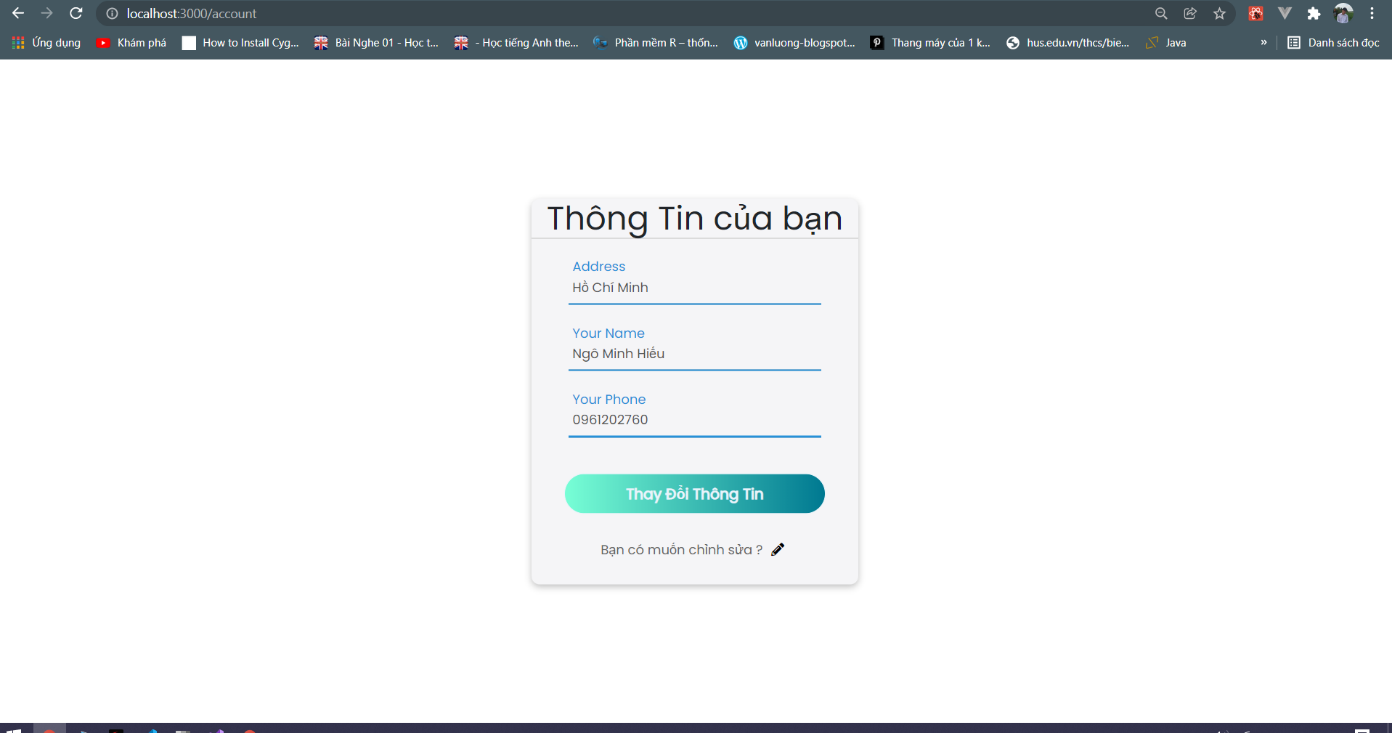 localhost:3000/account
Ứng dụng
Khám phá
How to Install Cyg...
Bài Nghe 01 - Học t...
- Học tiếng Anh the...
Phần mềm R – thốn...
vanluong-blogspot...
Thang máy của 1 k...
hus.edu.vn/thcs/bie...
Java
»
Danh sách đọc
Thông Tin của bạn
Address
Hồ Chí Minh
Your Name
Ngô Minh Hiếu
Your Phone
0961202760
Thay Đổi Thông Tin
Bạn có muốn chỉnh sửa ?